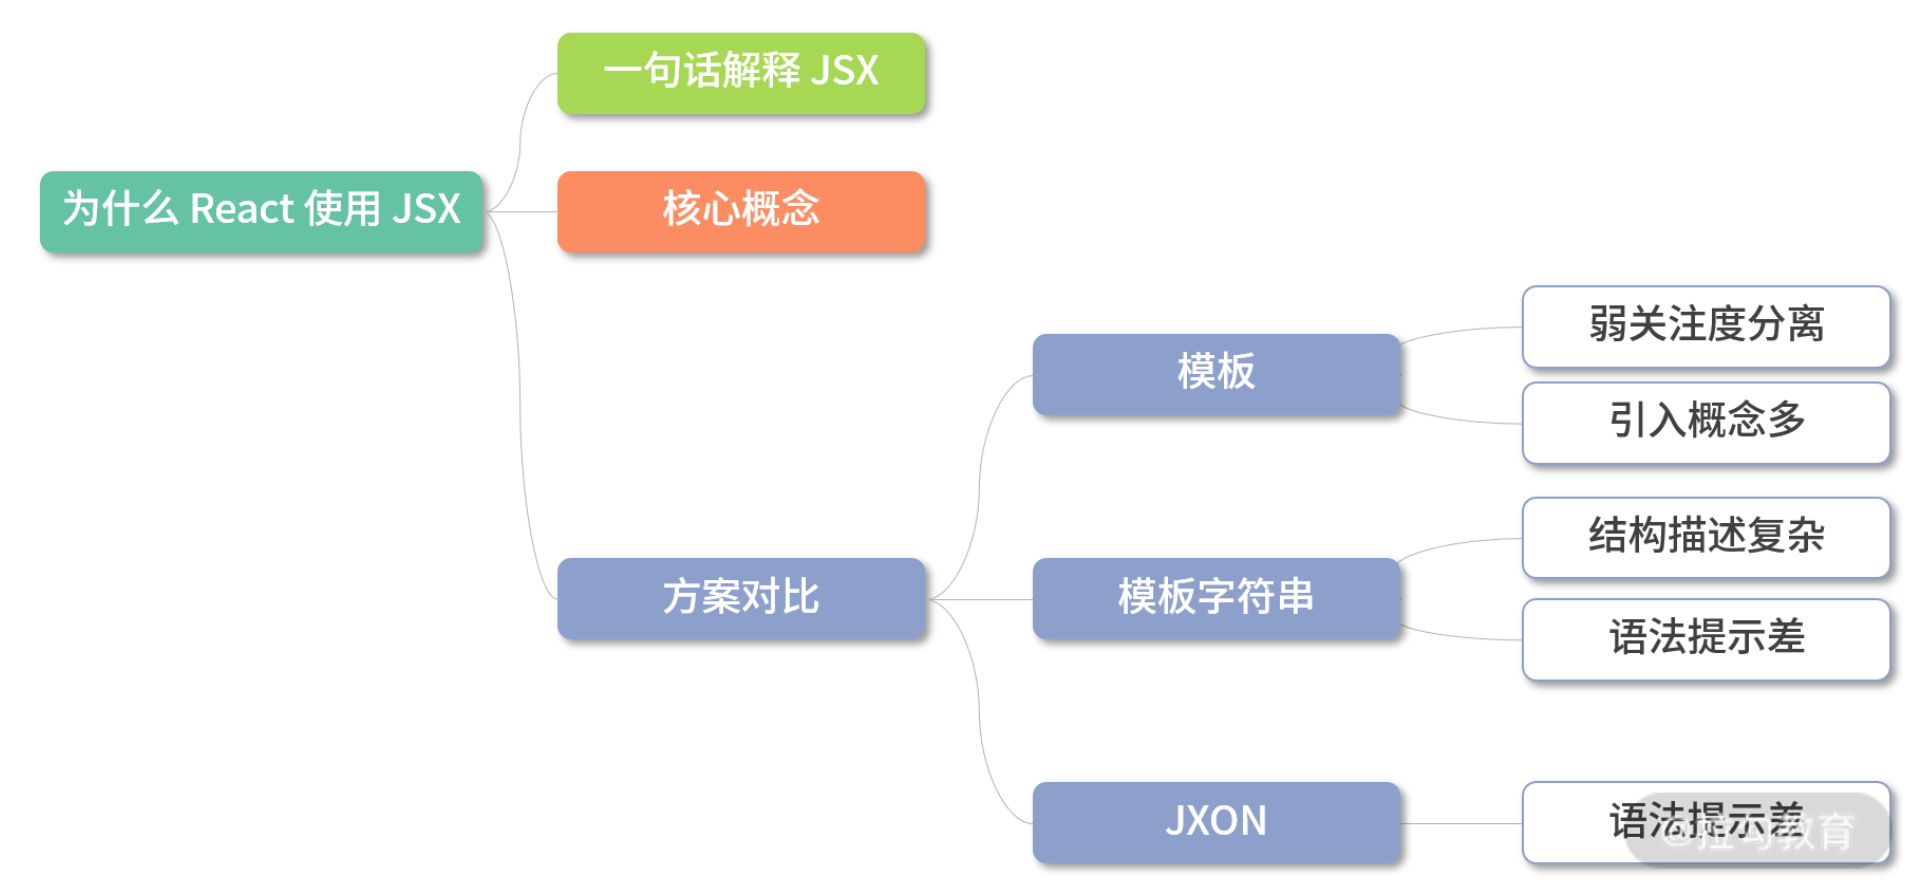 一句话解释 JSX
为什么 React 使用 JSX
核心概念
方案对比
模板
弱关注度分离
引入概念多
模板字符串
结构描述复杂
语法提示差
JXON
语法提示差
@拉勾教育